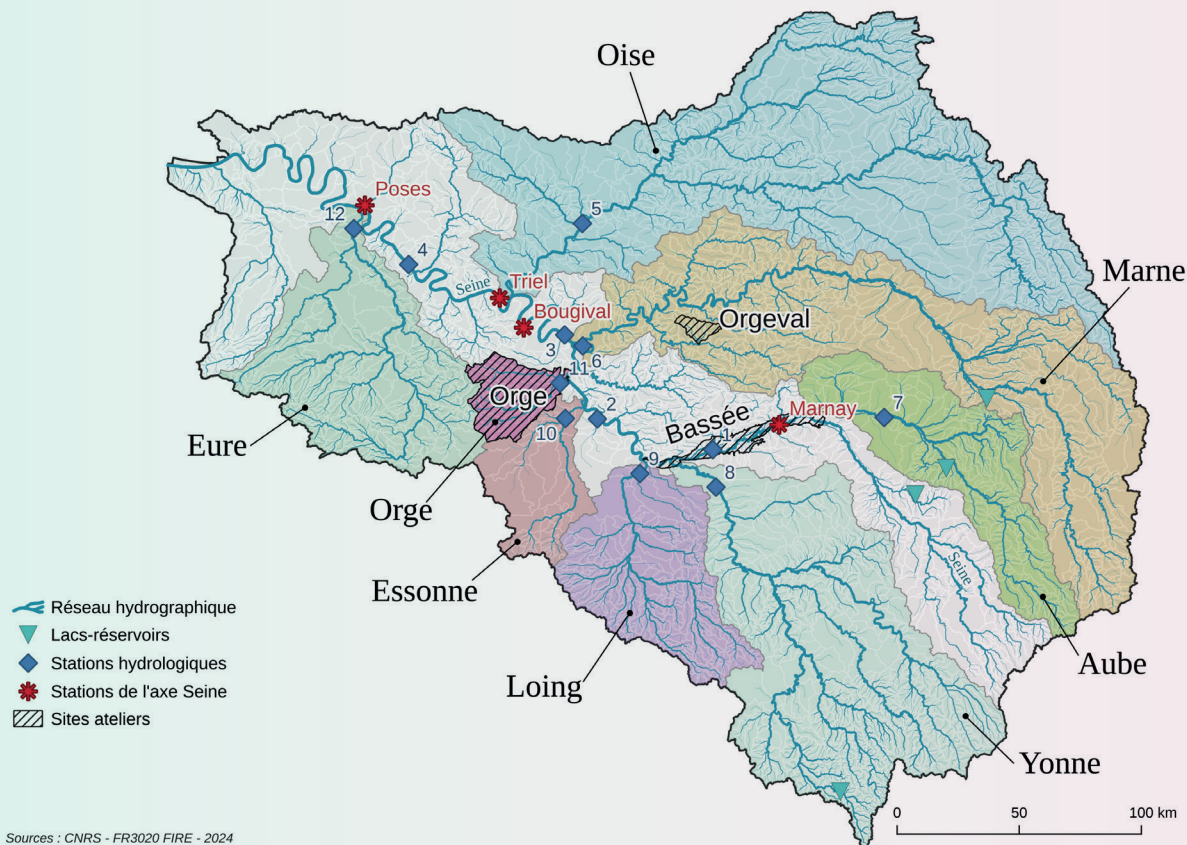 Oise
Poses
12
5
4
Marne
Seine
Triel
Bougival
Orgeval
3
6
11
Orge
2
Marnay
7
Bassée
1
10
Eure
9
8
Orge
Seine
Essonne
Réseau hydrographique
Lacs-réservoirs
Stations hydrologiques
Stations de l'axe Seine
Sites ateliers
Loing
Aube
Yonne
0 50 100 km
Sources : CNRS - FR3020 FIRE - 2024